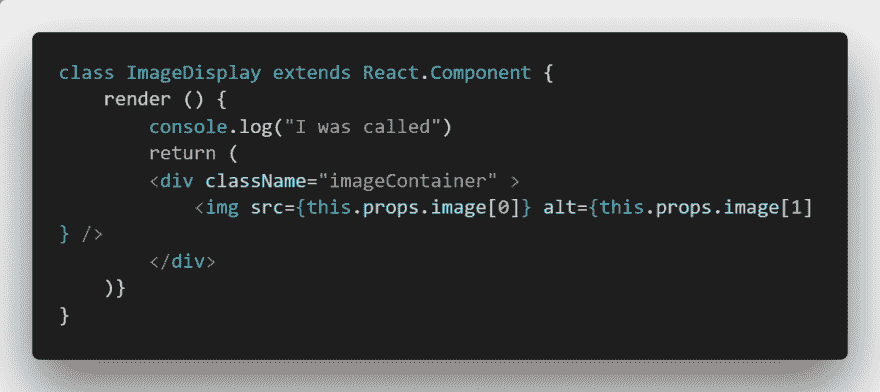 class ImageDisplay extends React.Component {
    render () {
        console.log("I was called")
        return (
        <div className="imageContainer" >
            <img src={this.props.image[0]} alt={this.props.image[1]
} />
        </div>
    )}
}